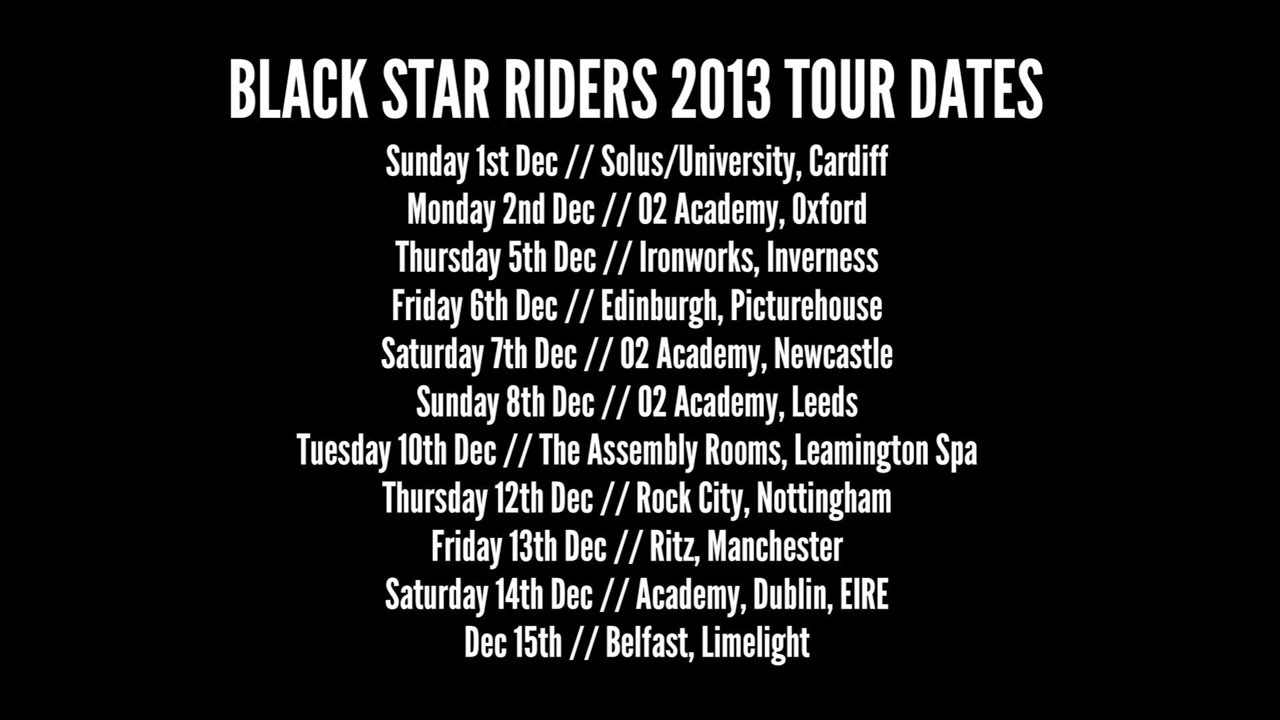 BLACK STAR RIDERS 2013 TOUR DATES
Sunday 1st Dec // Solus/University, Cardiff
Monday 2nd Dec // O2 Academy, Oxford
Thursday 5th Dec // Ironworks, Inverness
Friday 6th Dec // Edinburgh, Picturehouse
Saturday 7th Dec // O2 Academy, Newcastle
Sunday 8th Dec // O2 Academy, Leeds
Tuesday 10th Dec // The Assembly Rooms, Leamington Spa
Thursday 12th Dec // Rock City, Nottingham
Friday 13th Dec // Ritz, Manchester
Saturday 14th Dec // Academy, Dublin, EIRE
Dec 15th // Belfast, Limelight